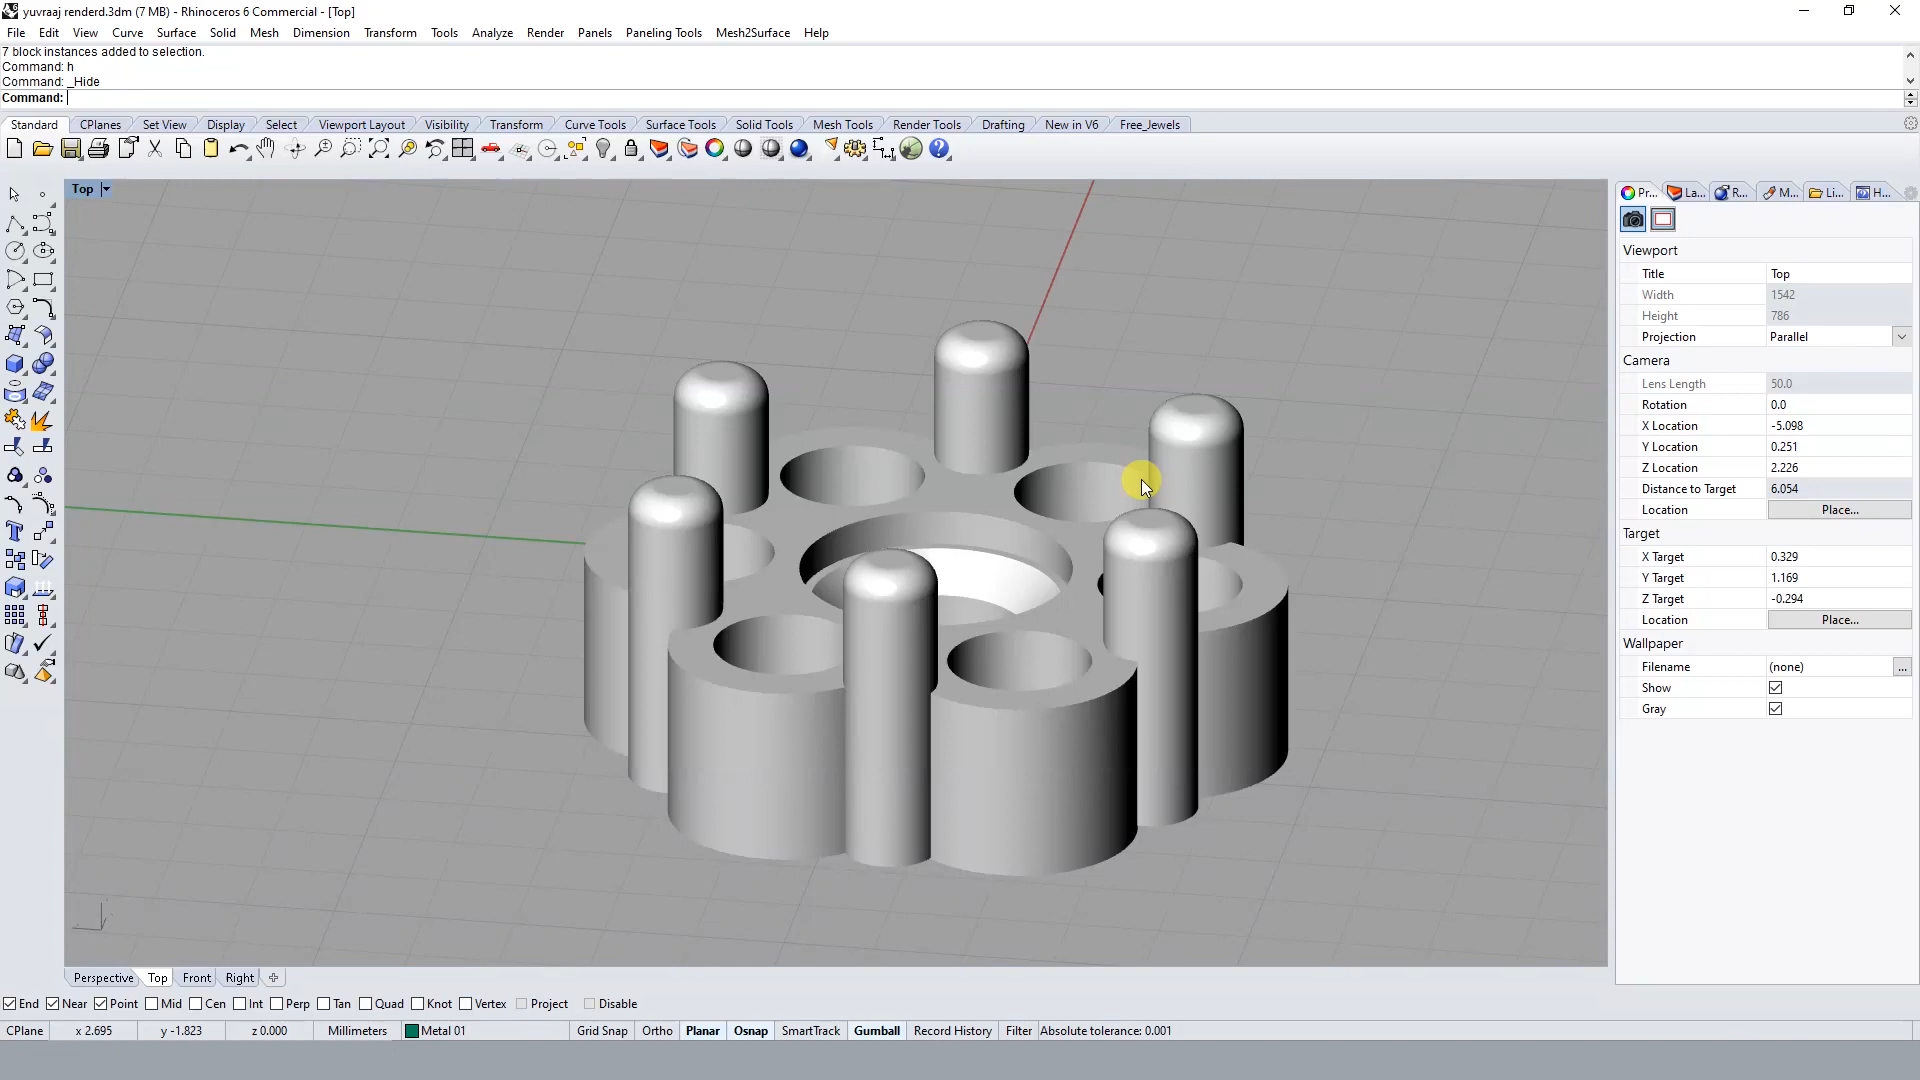 yuvraaj renderd.3dm (7 MB) - Rhinoceros 6 Commercial - [Top]
File Edit View Curve Surface Solid Mesh Dimension Transform Tools Analyze Render Panels Paneling Tools Mesh2Surface Help
7 block instances added to selection.
Command: h
Command: _Hide
Command:
Standard CPlanes Set View Display Select Viewport Layout Visibility Transform Curve Tools Surface Tools Solid Tools Mesh Tools Render Tools Drafting New in V6 Free_Jewels
Top
Pr... La... R... M... Li... H...
Viewport
Title Top
Width 1542
Height 786
Projection Parallel
Camera
Lens Length 50.0
Rotation 0.0
X Location -5.098
Y Location 0.251
Z Location 2.226
Distance to Target 6.054
Location Place...
Target
X Target 0.329
Y Target 1.169
Z Target -0.294
Location Place...
Wallpaper
Filename (none) ...
Show
Gray
Perspective Top Front Right
End Near Point Mid Cen Int Perp Tan Quad Knot Vertex Project Disable
CPlane x 2.695 y -1.823 z 0.000 Millimeters Metal 01 Grid Snap Ortho Planar Osnap SmartTrack Gumball Record History Filter Absolute tolerance: 0.001